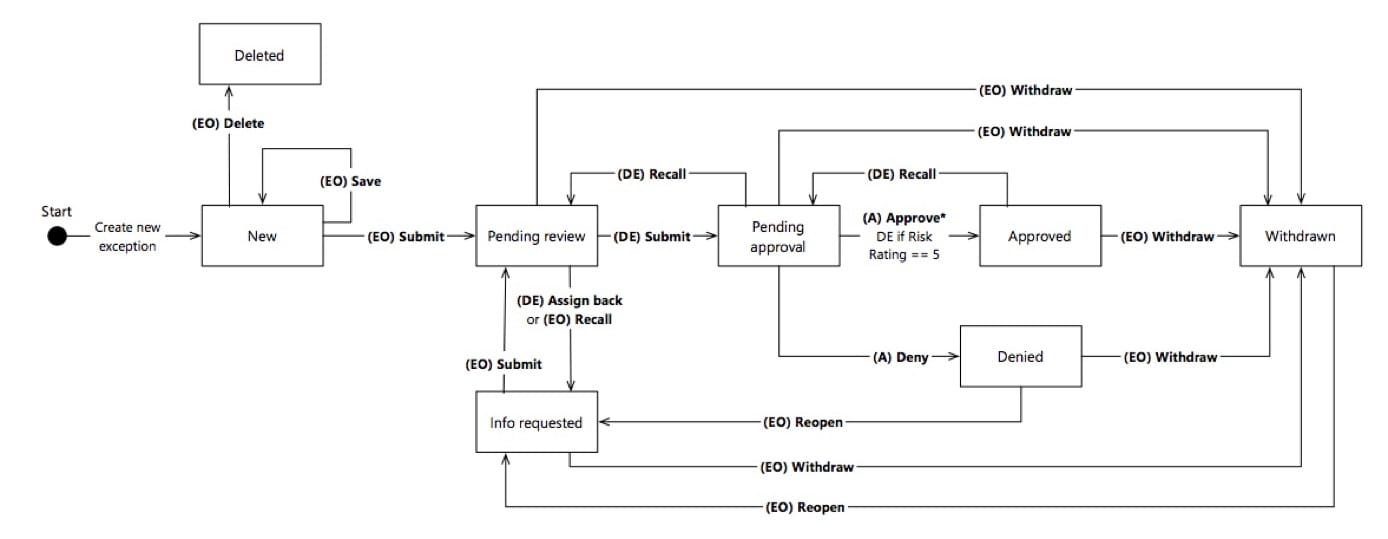 Deleted
(EO) Withdraw
(EO) Delete
(EO) Withdraw
(EO) Save
(DE) Recall
(DE) Recall
Start
Create new
exception
New
(EO) Submit
Pending review
(DE) Submit
Pending
approval
(A) Approve*
DE if Risk
Rating == 5
Approved
(EO) Withdraw
Withdrawn
(DE) Assign back
or (EO) Recall
(EO) Submit
(A) Deny
Denied
(EO) Withdraw
Info requested
(EO) Reopen
(EO) Withdraw
(EO) Reopen